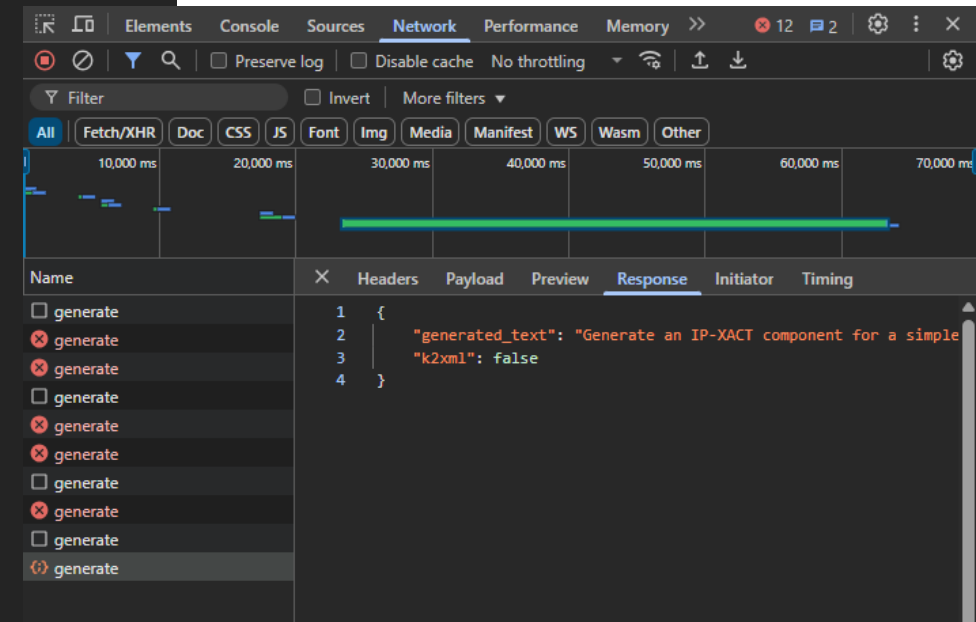 Elements Console Sources Network Performance Memory 12 2
Preserve log Disable cache No throttling
Filter Invert More filters
All Fetch/XHR Doc CSS JS Font Img Media Manifest WS Wasm Other
10,000 ms 20,000 ms 30,000 ms 40,000 ms 50,000 ms 60,000 ms 70,000 ms
Name Headers Payload Preview Response Initiator Timing
generate
generate
generate
generate
generate
generate
generate
generate
generate
generate
1 {
2 "generated_text": "Generate an IP-XACT component for a simple
3 "k2xml": false
4 }